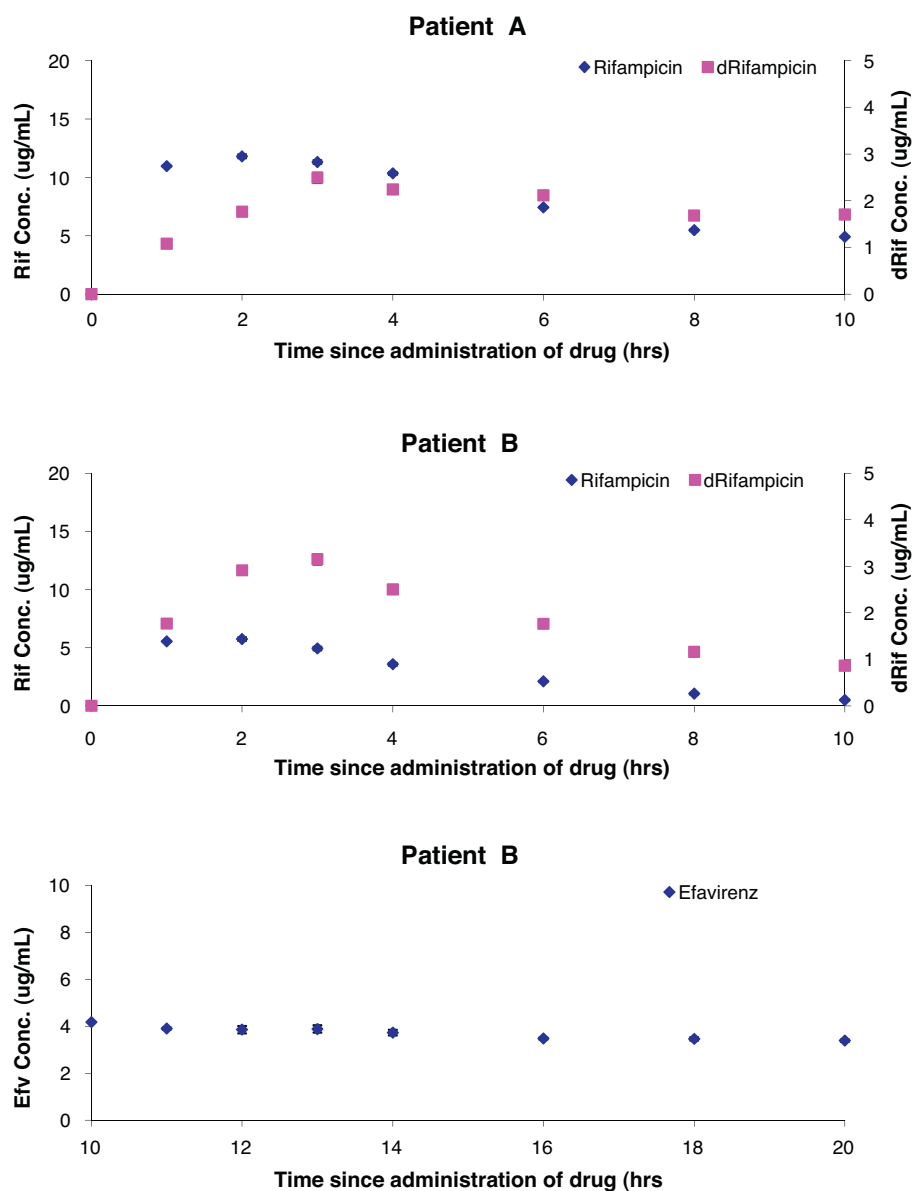 Patient A
Rifampicin dRifampicin
20
15
10
5
0
5
4
3
2
1
0
Rif Conc. (ug/mL)
dRif Conc. (ug/mL)
0 2 4 6 8 10
Time since administration of drug (hrs)
Patient B
Rifampicin dRifampicin
20
15
10
5
0
5
4
3
2
1
0
Rif Conc. (ug/mL)
dRif Conc. (ug/mL)
0 2 4 6 8 10
Time since administration of drug (hrs)
Patient B
Efavirenz
10
8
6
4
2
0
Efv Conc. (ug/mL)
10 12 14 16 18 20
Time since administration of drug (hrs